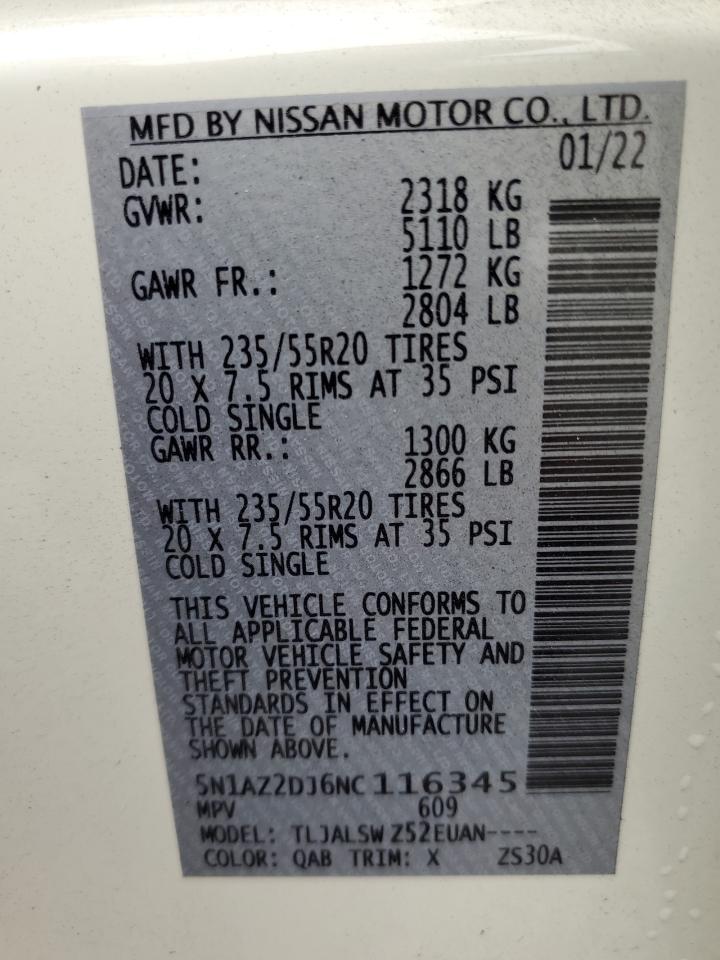 MFD BY NISSAN MOTOR CO., LTD.
DATE: 01/22
GVWR: 2318 KG
5110 LB
GAWR FR.: 1272 KG
2804 LB
WITH 235/55R20 TIRES
20 X 7.5 RIMS AT 35 PSI
COLD SINGLE
GAWR RR.: 1300 KG
2866 LB
WITH 235/55R20 TIRES
20 X 7.5 RIMS AT 35 PSI
COLD SINGLE
THIS VEHICLE CONFORMS TO
ALL APPLICABLE FEDERAL
MOTOR VEHICLE SAFETY AND
THEFT PREVENTION
STANDARDS IN EFFECT ON
THE DATE OF MANUFACTURE
SHOWN ABOVE.
5N1AZ2DJ6NC116345
MPV 609
MODEL: TLJALSW Z52EUAN----
COLOR: QAB TRIM: X ZS30A